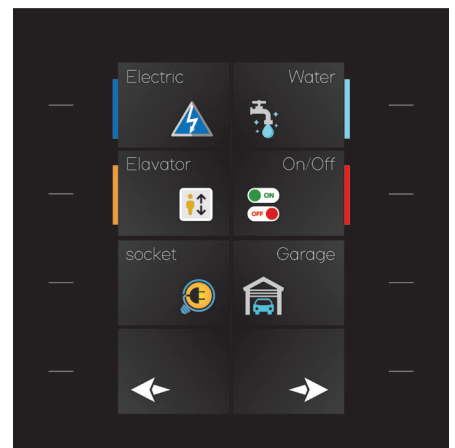 Electric
Water
Elavator
On/Off
ON
OFF
socket
Garage